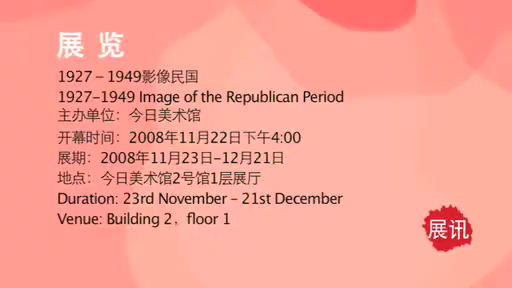 展 览
1927 – 1949影像民国
1927-1949 Image of the Republican Period
主办单位：今日美术馆
开幕时间：2008年11月22日下午4:00
展期：2008年11月23日-12月21日
地点：今日美术馆2号馆1层展厅
Duration: 23rd November – 21st December
Venue: Building 2，floor 1
展讯